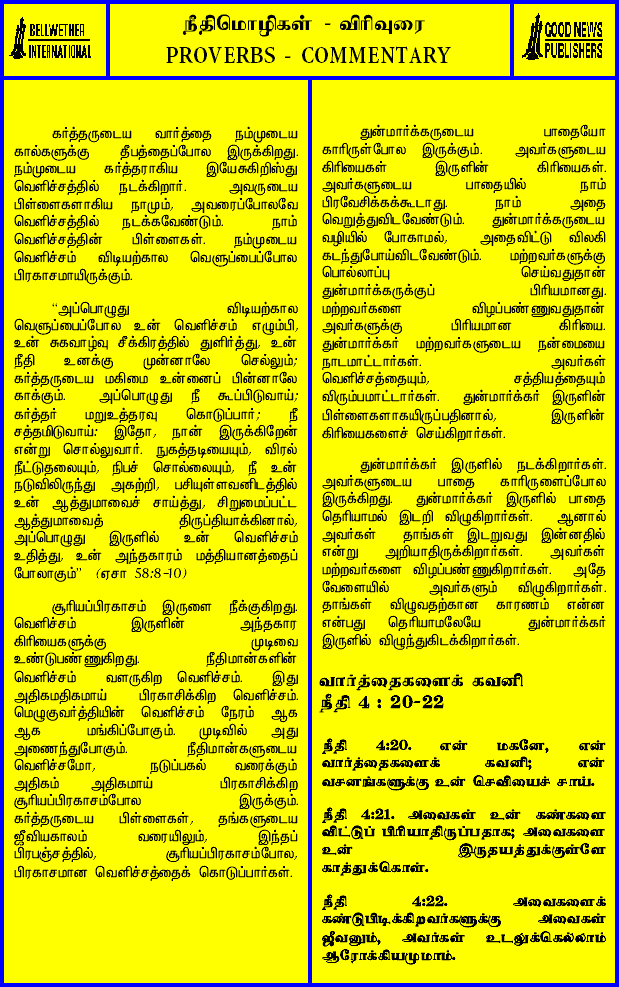 BELLWETHER
INTERNATIONAL
நீதிமொழிகள் - விரிவுரை
PROVERBS - COMMENTARY
GOOD NEWS
PUBLISHERS
கர்த்தருடைய வார்த்தை நம்முடைய
கால்களுக்கு தீபத்தைப்போல இருக்கிறது.
நம்முடைய கர்த்தராகிய இயேசுகிறிஸ்து
வெளிச்சத்தில் நடக்கிறார். அவருடைய
பிள்ளைகளாகிய நாமும், அவரைப்போலவே
வெளிச்சத்தில் நடக்கவேண்டும். நாம்
வெளிச்சத்தின் பிள்ளைகள். நம்முடைய
வெளிச்சம் விடியற்கால வெளுப்பைப்போல
பிரகாசமாயிருக்கும்.
“அப்பொழுது விடியற்கால
வெளுப்பைப்போல உன் வெளிச்சம் எழும்பி,
உன் சுகவாழ்வு சீக்கிரத்தில் துளிர்த்து, உன்
நீதி உனக்கு முன்னாலே செல்லும்;
கர்த்தருடைய மகிமை உன்னைப் பின்னாலே
காக்கும். அப்பொழுது நீ கூப்பிடுவாய்;
கர்த்தர் மறுஉத்தரவு கொடுப்பார்; நீ
சத்தமிடுவாய்: இதோ, நான் இருக்கிறேன்
என்று சொல்லுவார். நுகத்தடியையும், விரல்
நீட்டுதலையும், நிபச் சொல்லையும், நீ உன்
நடுவிலிருந்து அகற்றி, பசியுள்ளவனிடத்தில்
உன் ஆத்துமாவைச் சாய்த்து, சிறுமைப்பட்ட
ஆத்துமாவைத் திருப்தியாக்கினால்,
அப்பொழுது இருளில் உன் வெளிச்சம்
உதித்து, உன் அந்தகாரம் மத்தியானத்தைப்
போலாகும்” (ஏசா 58:8-10)
சூரியப்பிரகாசம் இருளை நீக்குகிறது.
வெளிச்சம் இருளின் அந்தகார
கிரியைகளுக்கு முடிவை
உண்டுபண்ணுகிறது. நீதிமான்களின்
வெளிச்சம் வளருகிற வெளிச்சம். இது
அதிகமதிகமாய் பிரகாசிக்கிற வெளிச்சம்.
மெழுகுவர்த்தியின் வெளிச்சம் நேரம் ஆக
ஆக மங்கிப்போகும். முடிவில் அது
அணைந்துபோகும். நீதிமான்களுடைய
வெளிச்சமோ, நடுப்பகல் வரைக்கும்
அதிகம் அதிகமாய் பிரகாசிக்கிற
சூரியப்பிரகாசம்போல இருக்கும்.
கர்த்தருடைய பிள்ளைகள், தங்களுடைய
ஜீவியகாலம் வரையிலும், இந்தப்
பிரபஞ்சத்தில், சூரியப்பிரகாசம்போல,
பிரகாசமான வெளிச்சத்தைக் கொடுப்பார்கள்.
துன்மார்க்கருடைய பாதையோ
காரிருள்போல இருக்கும். அவர்களுடைய
கிரியைகள் இருளின் கிரியைகள்.
அவர்களுடைய பாதையில் நாம்
பிரவேசிக்கக்கூடாது. நாம் அதை
வெறுத்துவிடவேண்டும். துன்மார்க்கருடைய
வழியில் போகாமல், அதைவிட்டு விலகி
கடந்துபோய்விடவேண்டும். மற்றவர்களுக்கு
பொல்லாப்பு செய்வதுதான்
துன்மார்க்கருக்குப் பிரியமானது.
மற்றவர்களை விழப்பண்ணுவதுதான்
அவர்களுக்கு பிரியமான கிரியை.
துன்மார்க்கர் மற்றவர்களுடைய நன்மையை
நாடமாட்டார்கள். அவர்கள்
வெளிச்சத்தையும், சத்தியத்தையும்
விரும்பமாட்டார்கள். துன்மார்க்கர் இருளின்
பிள்ளைகளாகயிருப்பதினால், இருளின்
கிரியைகளைச் செய்கிறார்கள்.
துன்மார்க்கர் இருளில் நடக்கிறார்கள்.
அவர்களுடைய பாதை காரிருளைப்போல
இருக்கிறது. துன்மார்க்கர் இருளில் பாதை
தெரியாமல் இடறி விழுகிறார்கள். ஆனால்
அவர்கள் தாங்கள் இடறுவது இன்னதில்
என்று அறியாதிருக்கிறார்கள். அவர்கள்
மற்றவர்களை விழப்பண்ணுகிறார்கள். அதே
வேளையில் அவர்களும் விழுகிறார்கள்.
தாங்கள் விழுவதற்கான காரணம் என்ன
என்பது தெரியாமலேயே துன்மார்க்கர்
இருளில் விழுந்துகிடக்கிறார்கள்.
வார்த்தைகளைக் கவனி
நீதி 4 : 20-22
நீதி 4:20. என் மகனே, என்
வார்த்தைகளைக் கவனி; என்
வசனங்களுக்கு உன் செவியைச் சாய்.
நீதி 4:21. அவைகள் உன் கண்களை
விட்டுப் பிரியாதிருப்பதாக; அவைகளை
உன் இருதயத்துக்குள்ளே
காத்துக்கொள்.
நீதி 4:22. அவைகளைக்
கண்டுபிடிக்கிறவர்களுக்கு அவைகள்
ஜீவனும், அவர்கள் உடலுக்கெல்லாம்
ஆரோக்கியமுமாம்.